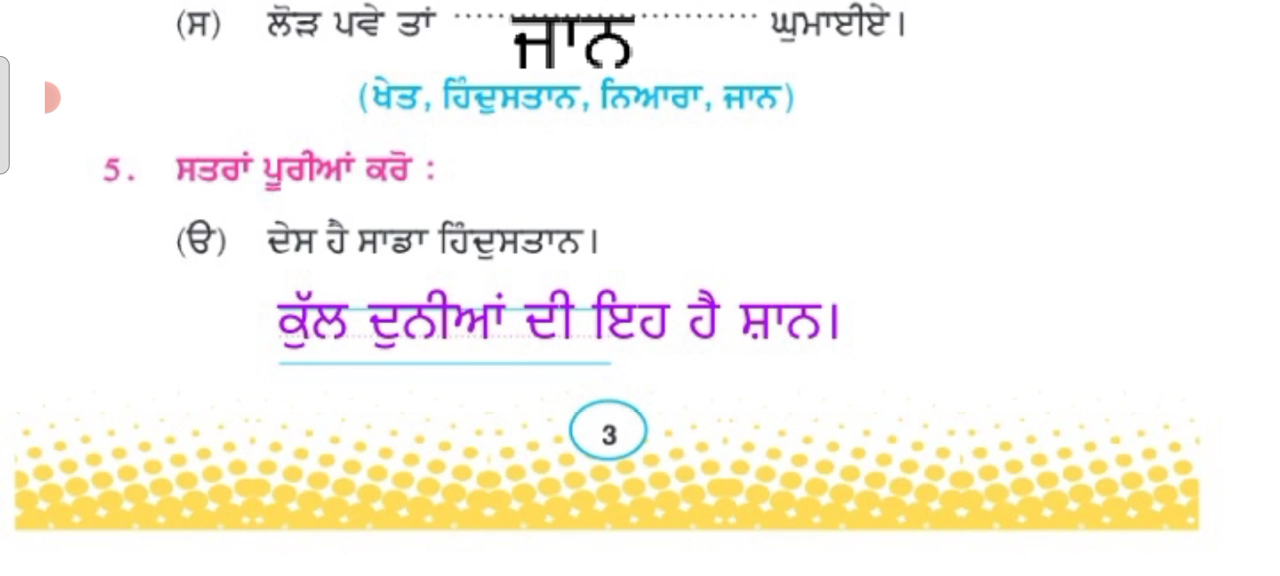 (ਸ) ਲੋੜ ਪਵੇ ਤਾਂ ........ ਜਾਨ ........ ਘੁਮਾਈਏ।
(ਖੇਤ, ਹਿੰਦੁਸਤਾਨ, ਨਿਆਰਾ, ਜਾਨ)
5. ਸਤਰਾਂ ਪੂਰੀਆਂ ਕਰੋ :
(ੳ) ਦੇਸ ਹੈ ਸਾਡਾ ਹਿੰਦੁਸਤਾਨ।
ਕੁੱਲ ਦੁਨੀਆਂ ਦੀ ਇਹ ਹੈ ਸ਼ਾਨ।
3